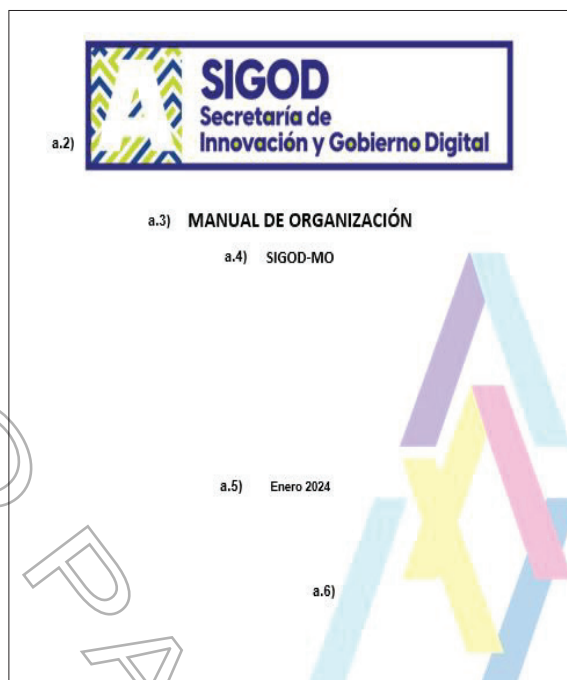 SIGOD
Secretaría de
a.2) Innovación y Gobierno Digital
a.3) MANUAL DE ORGANIZACIÓN
a.4) SIGOD-MO
a.5) Enero 2024
a.6)
O
P
A